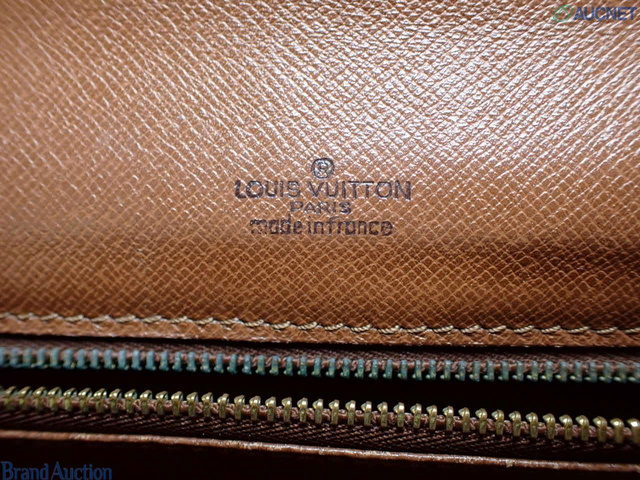 AUCNET
®
LOUIS VUITTON
PARIS
made in france
Brand Auction